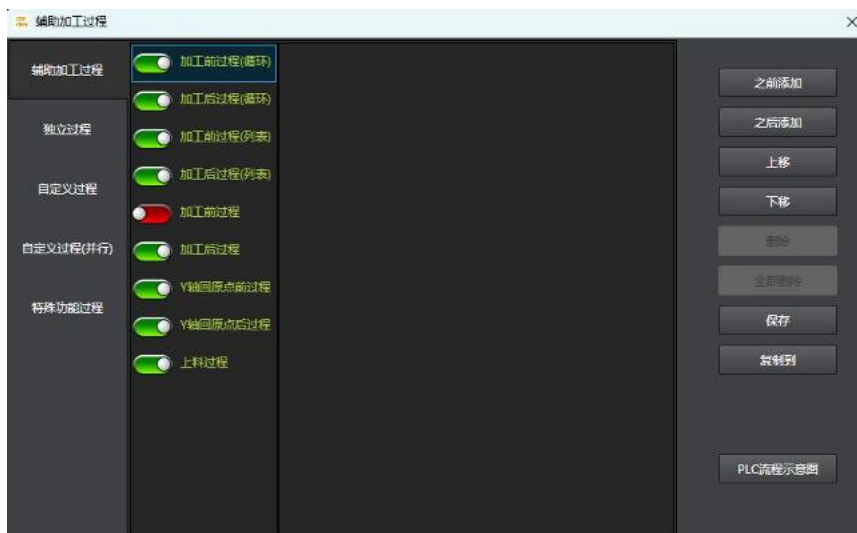 辅助加工过程
辅助加工过程
独立过程
自定义过程
自定义过程(并行)
特殊功能过程
加工前过程(循环)
加工后过程(循环)
加工前过程(列表)
加工后过程(列表)
加工前过程
加工后过程
Y轴回原点前过程
Y轴回原点后过程
上料过程
之前添加
之后添加
上移
下移
删除
全部删除
保存
复制到
PLC流程示意图